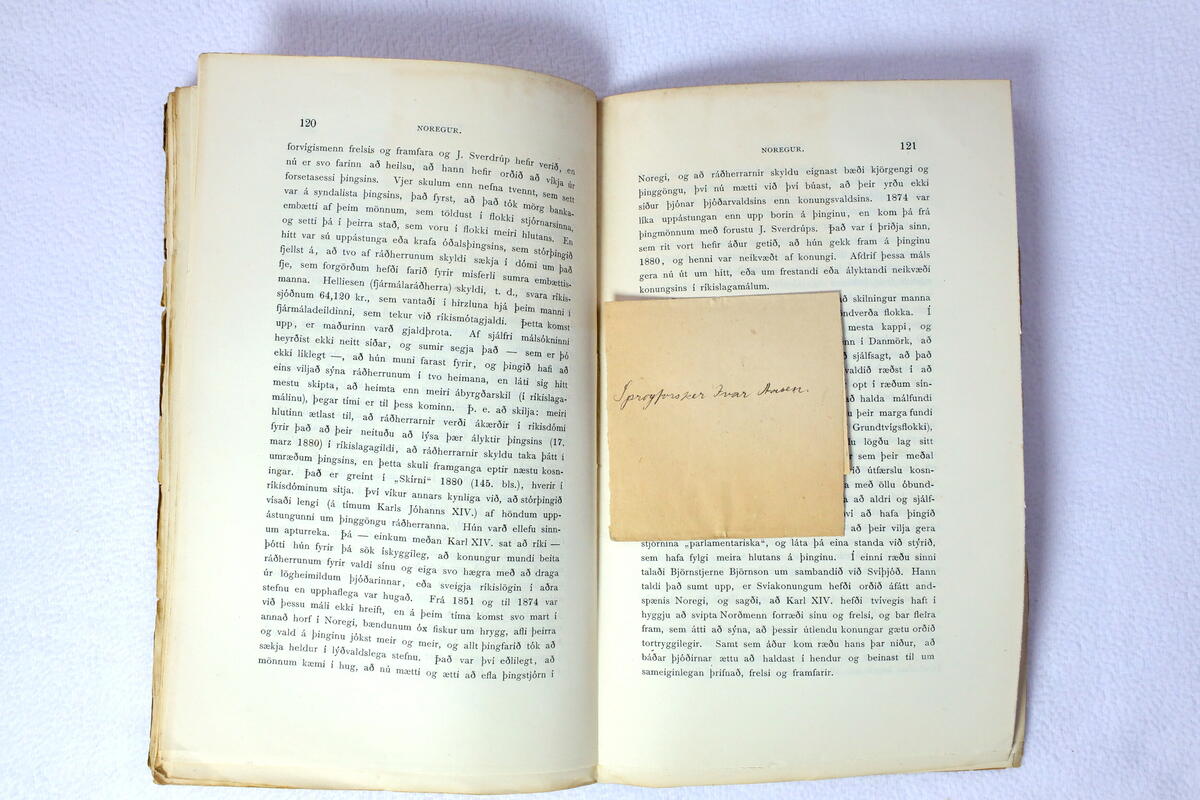 120
NOREGUR.
forvígismenn frelsis og framfara og J. Sverdrúp hefir verið, en
nú er svo farinn að heilsu, að hann hefir orðið að víkja úr
forsetasessi þingsins. Vjer skulum enn nefna tvennt, sem sett
var á syndalista þingsins, það fyrst, að það tók mörg banka-
embætti af þeim mönnum, sem töldust í flokki stjórnarsinna,
og setti þá í þeirra stað, sem voru í flokki meiri hlutans. En
hitt var sú uppástunga eða krafa óðalsþingsins, sem stórþingið
fjellst á, að tvo af ráðherrunum skyldi sækja í dómi um það
fje, sem forgörðum hefði farið fyrir misferli sumra embættis-
manna. Helliesen (fjármálaráðherra) skyldi, t. d., svara ríkis-
sjóðnum 64,120 kr., sem vantaði í hirzluna hjá þeim manni í
fjármáladeildinni, sem tekur við ríkismótagjaldi. Þetta komst
upp, er maðurinn varð gjaldþrota. Af sjálfri málsókninni
heyrðist ekki neitt síðar, og sumir segja það — sem er þó
ekki líklegt —, að hún muni farast fyrir, og þingið hafi að
eins viljað sýna ráðherrunum í tvo heimana, en láti sig hitt
mestu skipta, að heimta enn meiri ábyrgðarskil (í ríkislaga-
málinu), þegar tími er til þess kominn. Þ. e. að skilja: meiri
hlutinn ætlast til, að ráðherrarnir verði ákærðir í ríkisdómi
fyrir það að þeir neituðu að lýsa þær ályktir þingsins (17.
marz 1880) í ríkislagagildi, að ráðherrarnir skyldu taka þátt í
umræðum þingsins, en þetta skuli framganga eptir næstu kosn-
ingar. Það er greint í „Skírni“ 1880 (145. bls.), hverir í
ríkisdóminum sitja. Því víkur annars kynliga við, að stórþingið
vísaði lengi (á tímum Karls Jóhanns XIV.) af höndum upp-
ástungunni um þinggöngu ráðherranna. Hún varð ellefu sinn-
um apturreka. Þá — einkum meðan Karl XIV. sat að ríki —
þótti hún fyrir þá sök ískyggileg, að konungur mundi beita
ráðherrunum fyrir valdi sínu og eiga svo hægra með að draga
úr lögheimildum þjóðarinnar, eða sveigja ríkislögin í aðra
stefnu en upphaflega var hugað. Frá 1851 og til 1874 var
við þessu máli ekki hreift, en á þeim tíma komst svo mart í
annað horf í Noregi, bændunum óx fiskur um hrygg, afli þeirra
og vald á þinginu jókst meir og meir, og allt þingfarið tók að
sækja heldur í lýðvaldslega stefnu. Það var því eðlilegt, að
mönnum kæmi í hug, að nú mætti og ætti að efla þingstjórn í
NOREGUR.
121
Noregi, og að ráðherrarnir skyldu eignast bæði kjörgengi og
þinggöngu, því nú mætti við því búast, að þeir yrðu ekki
síður þjónar þjóðarvaldsins enn konungsvaldsins. 1874 var
líka uppástungan enn upp borin á þinginu, en kom þá frá
þingmönnum með forustu J. Sverdrúps. Það var í þriðja sinn,
sem rit vort hefir áður getið, að hún gekk fram á þinginu
1880, og henni var neikvætt af konungi. Afdrif þessa máls
gera nú út um hitt, eða um frestandi eða ályktandi neikvæði
konungsins í ríkislagamálum.
að skilningur manna
ndverða flokka. Í
mesta kappi, og
nn í Danmörk, að
sjálfsagt, að það
valdið ræðst í að
opt í ræðum sín-
að halda málfundi
þeir marga fundi
Grundtvigsflokki),
lögðu lag sitt
sem þeir meðal
útfærslu kosn-
með öllu óbund-
að aldri og sjálf-
að hafa þingið
að þeir vilja gera
Sprogforsker Ivar Aasen.
stjórnina „parlamentariska“, og láta þá eina standa við stýrið,
sem hafa fylgi meira hlutans á þinginu. Í einni ræðu sinni
talaði Björnstjerne Björnson um sambandið við Svíþjóð. Hann
taldi það sumt upp, er Svíakonungum hefði orðið áfátt and-
spænis Noregi, og sagði, að Karl XIV. hefði tvívegis haft í
hyggju að svipta Norðmenn forræði sínu og frelsi, og bar fleira
fram, sem átti að sýna, að þessir útlendu konungar gætu orðið
tortryggilegir. Samt sem áður kom ræðu hans þar niður, að
báðar þjóðirnar ættu að haldast í hendur og beinast til um
sameiginlegan þrifnað, frelsi og framfarir.